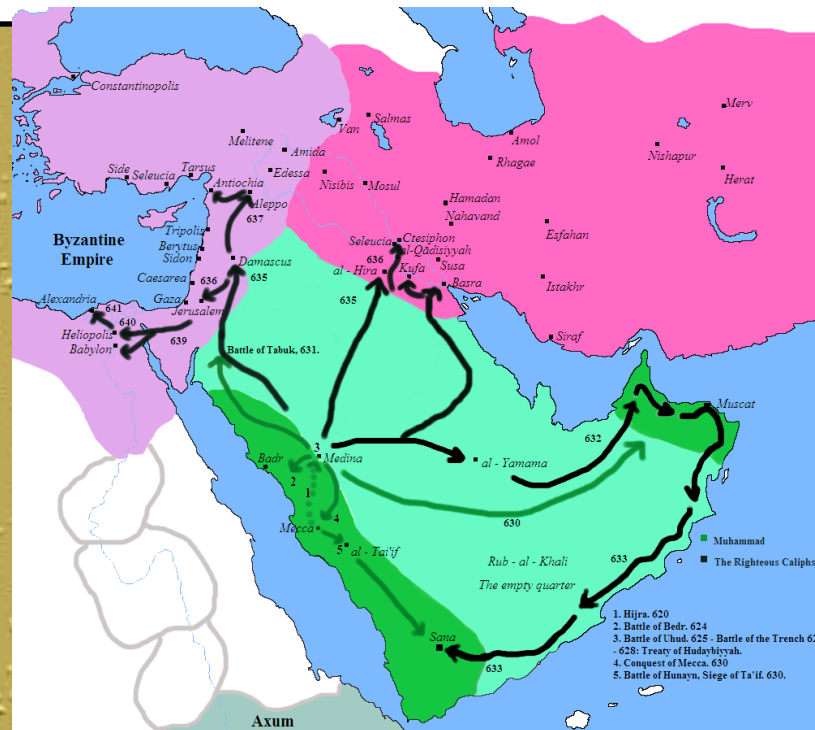 Constantinopolis
Merv
Van
Salmas
Amol
Melitene
Nishapur
Amida
Rhagae
Herat
Edessa
Nisibis
Mosul
Side
Seleucia
Tarsus
Antiochia
Aleppo
Hamadan
Nahavand
637
Tripolis
Esfahan
Byzantine
Empire
Berytus
Sidon
Seleucia
Ctesiphon
al-Qādisiyyah
636
Damascus
635
al - Hira
Kufa
Susa
Basra
Caesarea
636
Istakhr
Gaza
Jerusalem
635
Alexandria
641
640
Heliopolis
Babylon
639
Siraf
Battle of Tabuk, 631.
Muscat
632
3
Medina
Badr
2
al - Yamama
1
4
Mecca
630
5
al - Tai'if
Rub - al - Khali
The empty quarter
633
Muhammad
The Righteous Caliphs
1. Hijra. 620
2. Battle of Bedr. 624
3. Battle of Uhud. 625 - Battle of the Trench 62
- 628: Treaty of Hudaybiyyah.
4. Conquest of Mecca. 630
5. Battle of Hunayn, Siege of Ta'if. 630.
Sana
633
Axum